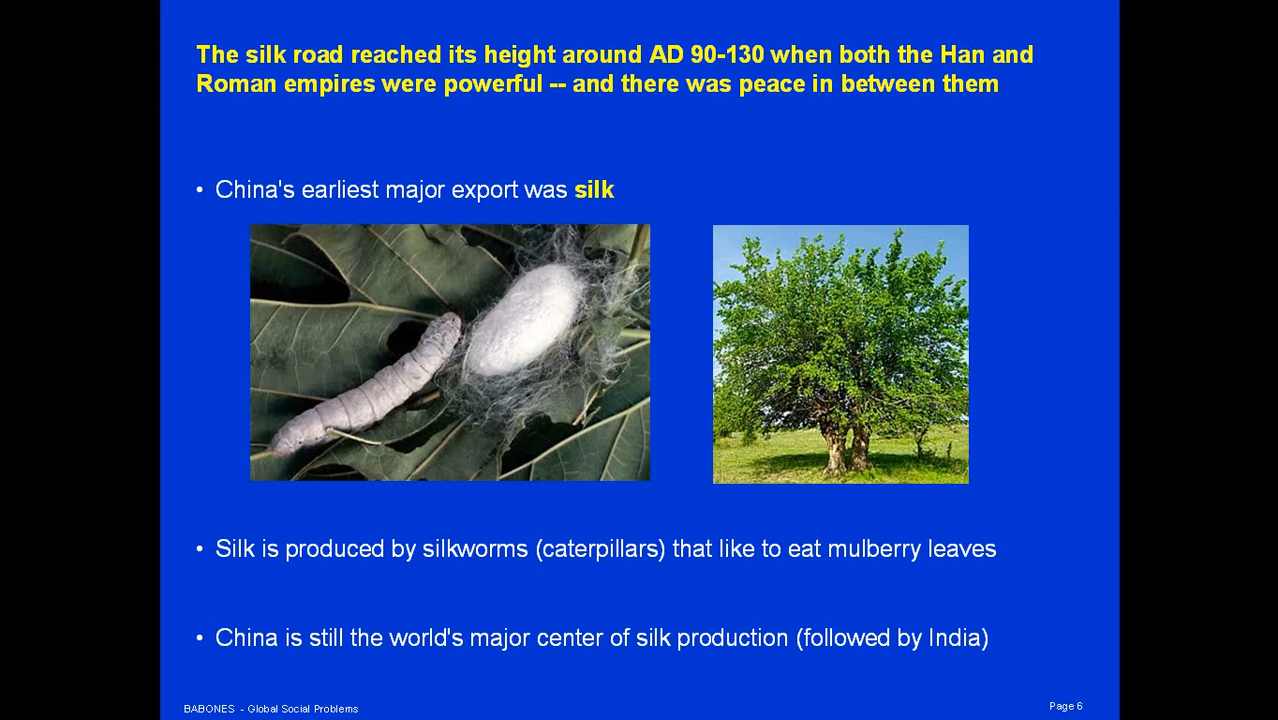 The silk road reached its height around AD 90-130 when both the Han and
Roman empires were powerful -- and there was peace in between them
• China's earliest major export was silk
• Silk is produced by silkworms (caterpillars) that like to eat mulberry leaves
• China is still the world's major center of silk production (followed by India)
BABONES - Global Social Problems
Page 6